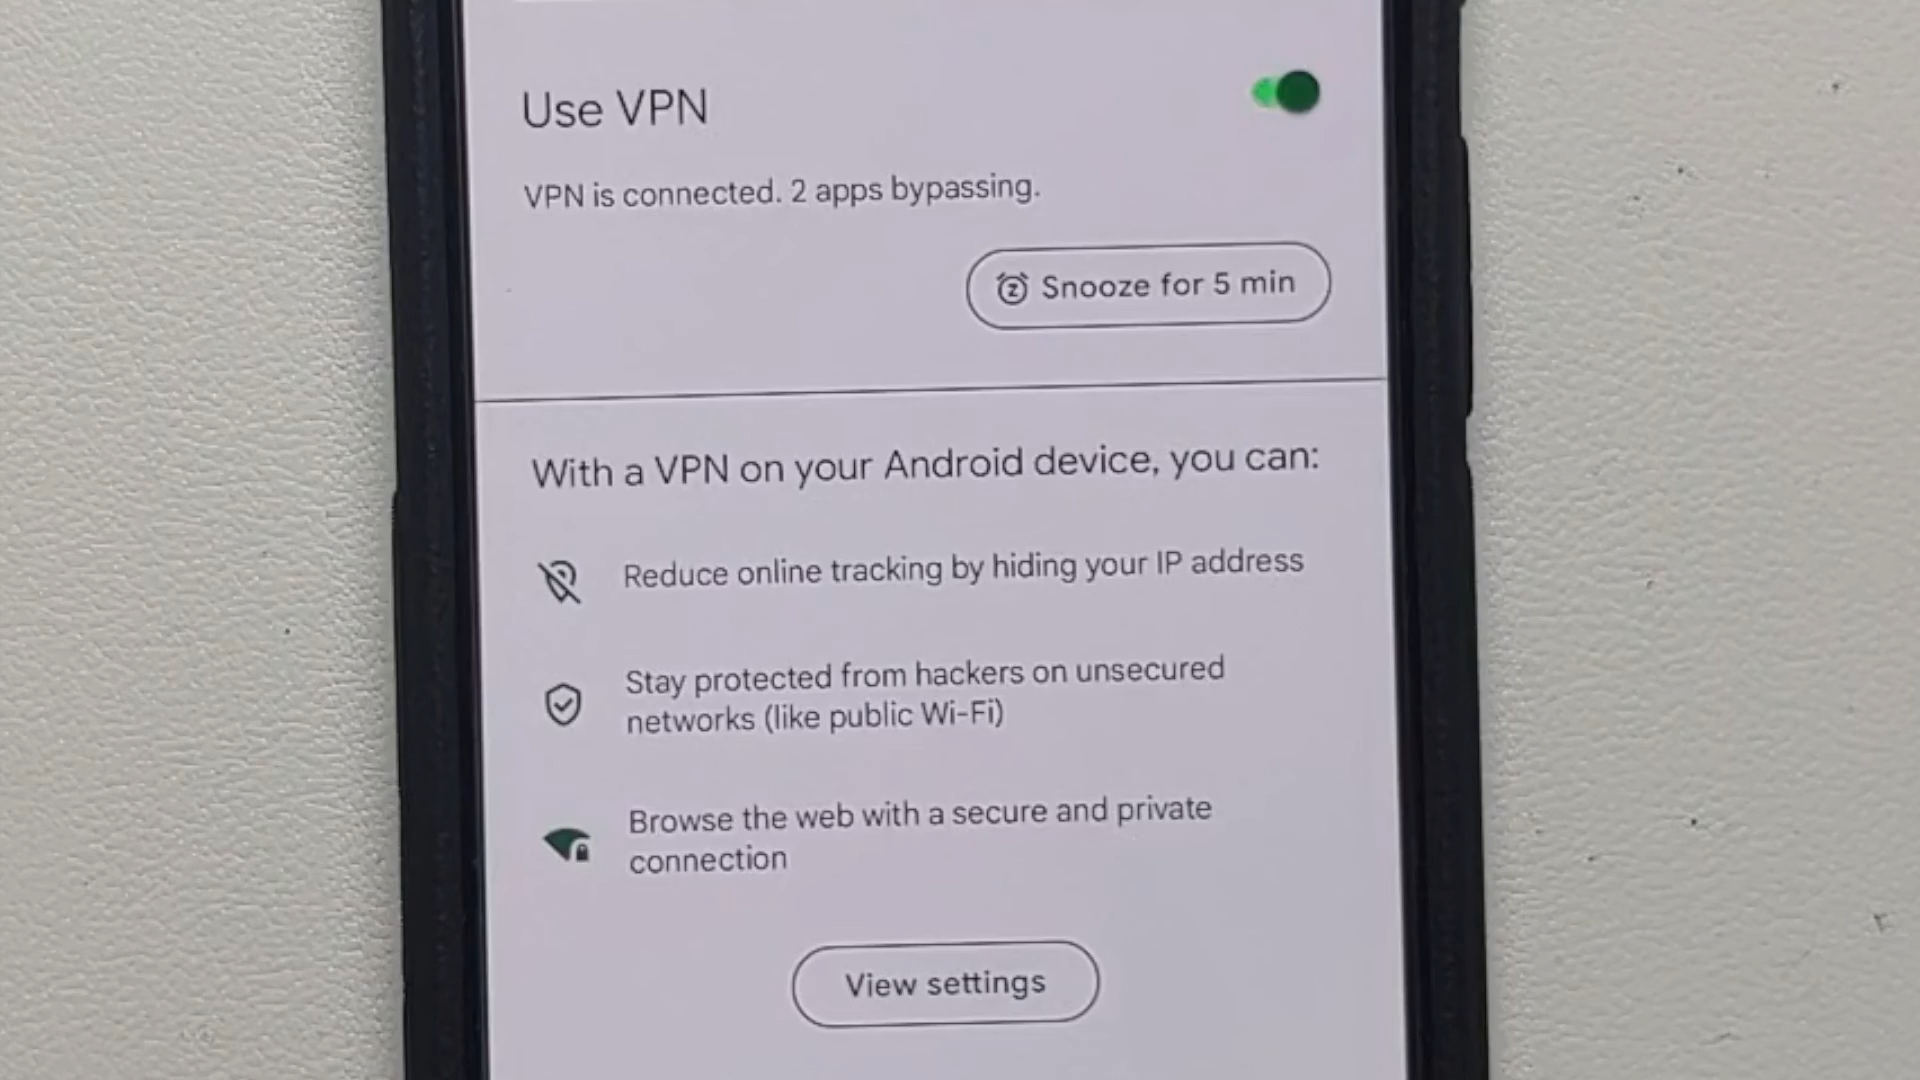 Use VPN
VPN is connected. 2 apps bypassing.
Snooze for 5 min
With a VPN on your Android device, you can:
Reduce online tracking by hiding your IP address
Stay protected from hackers on unsecured
networks (like public Wi-Fi)
Browse the web with a secure and private
connection
View settings